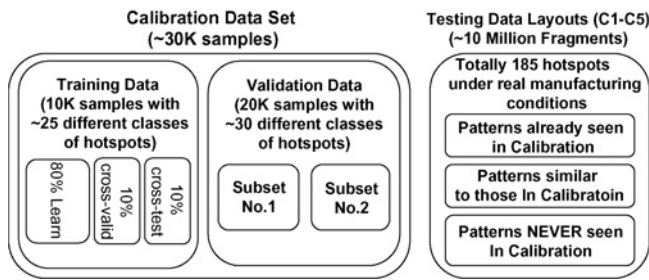 Calibration Data Set
(~30K samples)
Training Data
(10K samples with
~25 different classes
of hotspots)
80% Learn
10%
cross-valid
10%
cross-test
Validation Data
(20K samples with
~30 different classes
of hotspots)
Subset
No.1
Subset
No.2
Testing Data Layouts (C1-C5)
(~10 Million Fragments)
Totally 185 hotspots
under real manufacturing
conditions
Patterns already seen
in Calibration
Patterns similar
to those In Calibratoin
Patterns NEVER seen
In Calibration